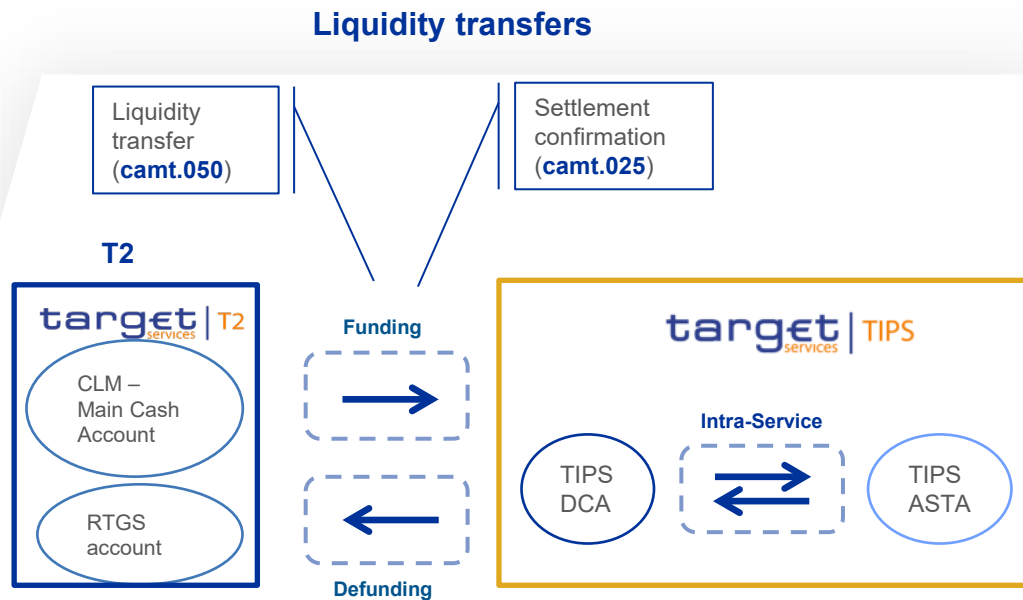 Liquidity transfers
Liquidity
transfer
(camt.050)
Settlement
confirmation
(camt.025)
T2
target services | T2
CLM –
Main Cash
Account
RTGS
account
Funding
Defunding
target services | TIPS
Intra-Service
TIPS
DCA
TIPS
ASTA